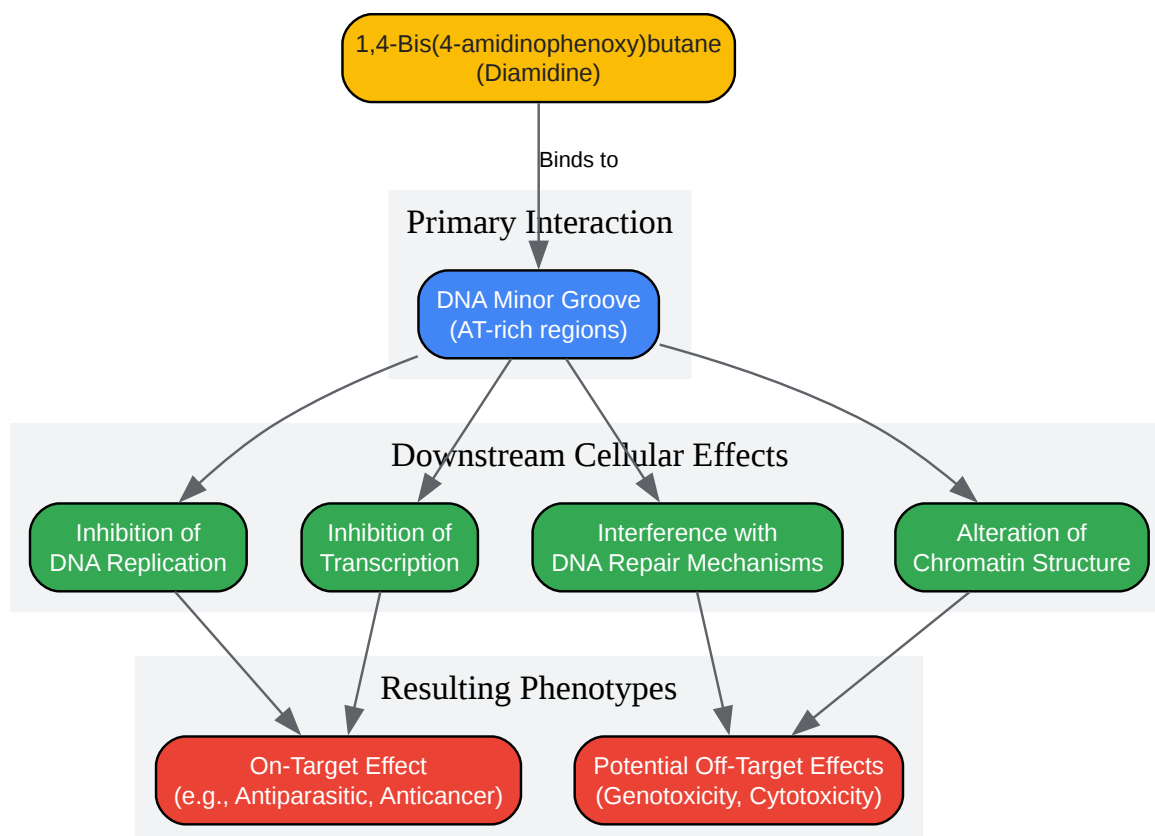 1,4-Bis(4-amidinophenoxy)butane
(Diamidine)
Binds to
Primary Interaction
DNA Minor Groove
(AT-rich regions)
Downstream Cellular Effects
Inhibition of
DNA Replication
Inhibition of
Transcription
Interference with
DNA Repair Mechanisms
Alteration of
Chromatin Structure
Resulting Phenotypes
On-Target Effect
(e.g., Antiparasitic, Anticancer)
Potential Off-Target Effects
(Genotoxicity, Cytotoxicity)